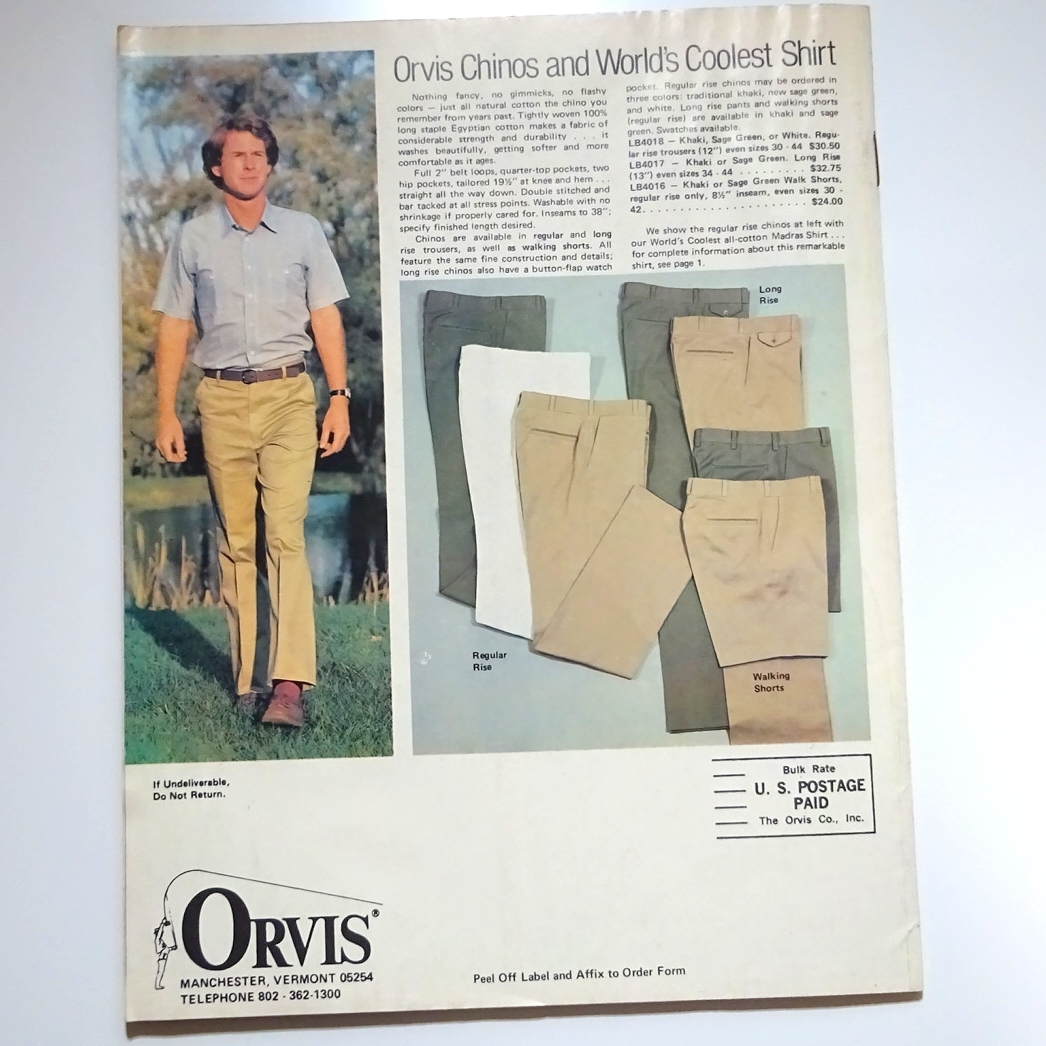 Orvis Chinos and World's Coolest Shirt
Nothing fancy, no gimmicks, no flashy
colors — just all natural cotton the chino you
remember from years past. Tightly woven 100%
long staple Egyptian cotton makes a fabric of
considerable strength and durability . . . it
washes beautifully, getting softer and more
comfortable as it ages.
Full 2" belt loops, quarter-top pockets, two
hip pockets, tailored 19½" at knee and hem . . .
straight all the way down. Double stitched and
bar tacked at all stress points. Washable with no
shrinkage if properly cared for. Inseams to 38";
specify finished length desired.
Chinos are available in regular and long
rise trousers, as well as walking shorts. All
feature the same fine construction and details;
long rise chinos also have a button-flap watch
pocket. Regular rise chinos may be ordered in
three colors: traditional khaki, new sage green,
and white. Long rise pants and walking shorts
(regular rise) are available in khaki and sage
green. Swatches available.
LB4018 — Khaki, Sage Green, or White. Regu-
lar rise trousers (12") even sizes 30 - 44 $30.50
LB4017 — Khaki or Sage Green. Long Rise
(13") even sizes 34 - 44 . . . . . . . . . $32.75
LB4016 — Khaki or Sage Green Walk Shorts,
regular rise only, 8½" inseam, even sizes 30 -
42. . . . . . . . . . . . . . . . . . . . . . . $24.00
We show the regular rise chinos at left with
our World's Coolest all-cotton Madras Shirt . . .
for complete information about this remarkable
shirt, see page 1.
Long
Rise
Regular
Rise
Walking
Shorts
If Undeliverable,
Do Not Return.
Bulk Rate
U. S. POSTAGE
PAID
The Orvis Co., Inc.
ORVIS®
MANCHESTER, VERMONT 05254
TELEPHONE 802 - 362-1300
Peel Off Label and Affix to Order Form